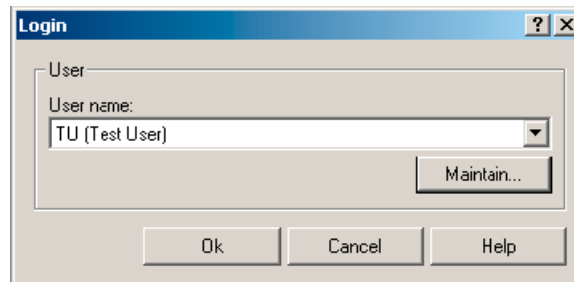 Login
User
User name:
TU (Test User)
Maintain...
Ok Cancel Help